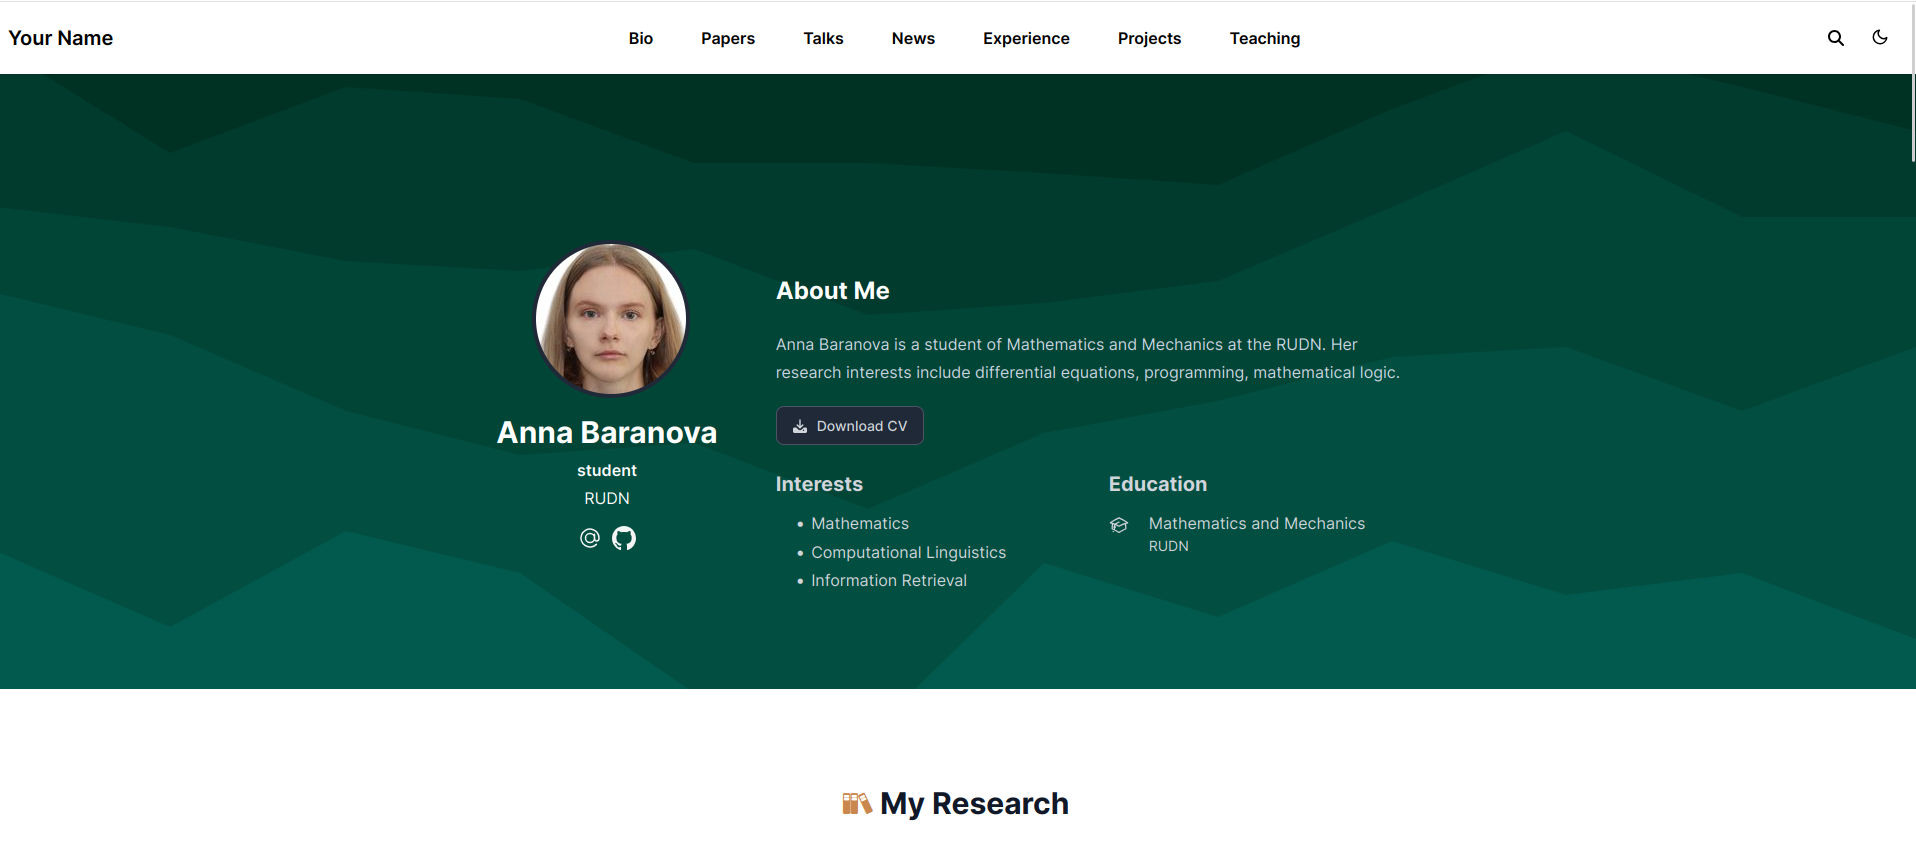 Your Name
Bio
Papers
Talks
News
Experience
Projects
Teaching
Anna Baranova
student
RUDN
About Me
Anna Baranova is a student of Mathematics and Mechanics at the RUDN. Her
research interests include differential equations, programming, mathematical logic.
Download CV
Interests
Mathematics
Computational Linguistics
Information Retrieval
Education
Mathematics and Mechanics
RUDN
My Research